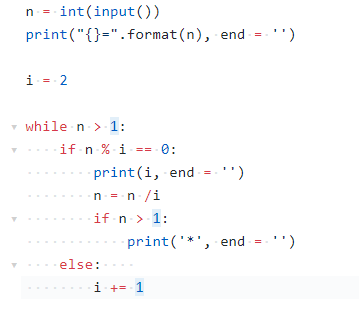 n = int(input())
print("{}=".format(n), end = '')

i = 2

while n > 1:
    if n % i == 0:
        print(i, end = '')
        n = n /i
        if n > 1:
            print('*', end = '')
    else:
        i += 1